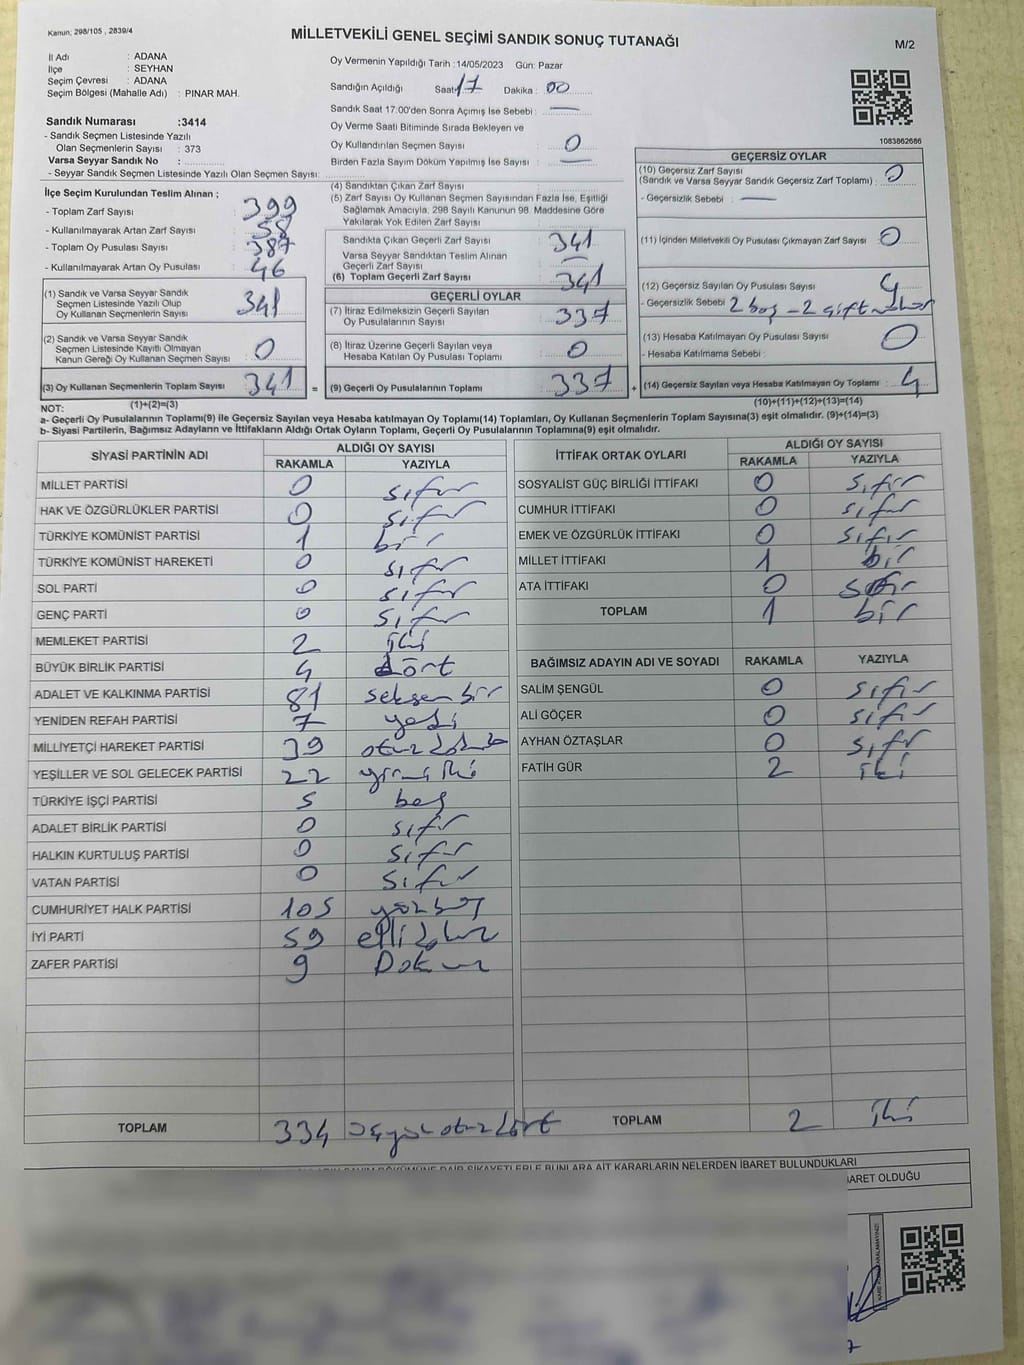 Kanun; 298/105 , 2839/4
MİLLETVEKİLİ GENEL SEÇİMİ SANDIK SONUÇ TUTANAĞI
M/2
İl Adı : ADANA
İlçe : SEYHAN
Seçim Çevresi : ADANA
Seçim Bölgesi (Mahalle Adı) : PINAR MAH.
Sandık Numarası :3414
- Sandık Seçmen Listesinde Yazılı
Olan Seçmenlerin Sayısı : 373
Varsa Seyyar Sandık No :
- Seyyar Sandık Seçmen Listesinde Yazılı Olan Seçmen Sayısı:
Oy Vermenin Yapıldığı Tarih :14/05/2023 Gün: Pazar
Sandığın Açıldığı Saat: 17 Dakika : 00
Sandık Saat 17:00'den Sonra Açımış İse Sebebi : —
Oy Verme Saati Bitiminde Sırada Bekleyen ve
Oy Kullandırılan Seçmen Sayısı : 0
Birden Fazla Sayım Döküm Yapılmış İse Sayısı : —
1083862686
İlçe Seçim Kurulundan Teslim Alınan ;
- Toplam Zarf Sayısı : 399
- Kullanılmayarak Artan Zarf Sayısı : 58
- Toplam Oy Pusulası Sayısı : 387
- Kullanılmayarak Artan Oy Pusulası : 46
(4) Sandıktan Çıkan Zarf Sayısı :
(5) Zarf Sayısı Oy Kullanan Seçmen Sayısından Fazla İse, Eşitliği
Sağlamak Amacıyla, 298 Sayılı Kanunun 98. Maddesine Göre
Yakılarak Yok Edilen Zarf Sayısı :
Sandıkta Çıkan Geçerli Zarf Sayısı : 341
Varsa Seyyar Sandıktan Teslim Alınan
Geçerli Zarf Sayısı : —
(6) Toplam Geçerli Zarf Sayısı : 341
GEÇERSİZ OYLAR
(10) Geçersiz Zarf Sayısı
(Sandık ve Varsa Seyyar Sandık Geçersiz Zarf Toplamı) : 0
- Geçersizlik Sebebi : —
(11) İçinden Milletvekili Oy Pusulası Çıkmayan Zarf Sayısı : 0
(12) Geçersiz Sayılan Oy Pusulası Sayısı : 4
- Geçersizlik Sebebi : 2 boş - 2 çift
(13) Hesaba Katılmayan Oy Pusulası Sayısı : 0
- Hesaba Katılmama Sebebi :
(1) Sandık ve Varsa Seyyar Sandık
Seçmen Listesinde Yazılı Olup
Oy Kullanan Seçmenlerin Sayısı : 341
(2) Sandık ve Varsa Seyyar Sandık
Seçmen Listesinde Kayıtlı Olmayan
Kanun Gereği Oy Kullanan Seçmen Sayısı : 0
GEÇERLİ OYLAR
(7) İtiraz Edilmeksizin Geçerli Sayılan
Oy Pusulalarının Sayısı : 337
(8) İtiraz Üzerine Geçerli Sayılan veya
Hesaba Katılan Oy Pusulası Toplamı : 0
(3) Oy Kullanan Seçmenlerin Toplam Sayısı : 341 = (9) Geçerli Oy Pusulalarının Toplamı : 337 + (14) Geçersiz Sayılan veya Hesaba Katılmayan Oy Toplamı : 4
(1)+(2)=(3)
(10)+(11)+(12)+(13)=(14)
NOT:
a- Geçerli Oy Pusulalarının Toplamı(9) ile Geçersiz Sayılan veya Hesaba katılmayan Oy Toplamı(14) Toplamları, Oy Kullanan Seçmenlerin Toplam Sayısına(3) eşit olmalıdır. (9)+(14)=(3)
b- Siyasi Partilerin, Bağımsız Adayların ve İttifakların Aldığı Ortak Oyların Toplamı, Geçerli Oy Pusulalarının Toplamına(9) eşit olmalıdır.
SİYASİ PARTİNİN ADI ALDIĞI OY SAYISI
RAKAMLA YAZIYLA
MİLLET PARTİSİ 0 sıfır
HAK VE ÖZGÜRLÜKLER PARTİSİ 0 sıfır
TÜRKİYE KOMÜNİST PARTİSİ 1 bir
TÜRKİYE KOMÜNİST HAREKETİ 0 sıfır
SOL PARTİ 0 sıfır
GENÇ PARTİ 0 sıfır
MEMLEKET PARTİSİ 2 iki
BÜYÜK BİRLİK PARTİSİ 4 dört
ADALET VE KALKINMA PARTİSİ 81 seksen bir
YENİDEN REFAH PARTİSİ 7 yedi
MİLLİYETÇİ HAREKET PARTİSİ 39 otuz dokuz
YEŞİLLER VE SOL GELECEK PARTİSİ 22 yirmi iki
TÜRKİYE İŞÇİ PARTİSİ 5 beş
ADALET BİRLİK PARTİSİ 0 sıfır
HALKIN KURTULUŞ PARTİSİ 0 sıfır
VATAN PARTİSİ 0 sıfır
CUMHURİYET HALK PARTİSİ 105 yüz beş
İYİ PARTİ 59 elli dokuz
ZAFER PARTİSİ 9 Dokuz
TOPLAM 334 üçyüz otuz dört
İTTİFAK ORTAK OYLARI ALDIĞI OY SAYISI
RAKAMLA YAZIYLA
SOSYALİST GÜÇ BİRLİĞİ İTTİFAKI 0 sıfır
CUMHUR İTTİFAKI 0 sıfır
EMEK VE ÖZGÜRLÜK İTTİFAKI 0 sıfır
MİLLET İTTİFAKI 1 bir
ATA İTTİFAKI 0 sıfır
TOPLAM 1 bir
BAĞIMSIZ ADAYIN ADI VE SOYADI RAKAMLA YAZIYLA
SALİM ŞENGÜL 0 sıfır
ALİ GÖÇER 0 sıfır
AYHAN ÖZTAŞLAR 0 sıfır
FATİH GÜR 2 iki
TOPLAM 2 iki
ŞİKAYETLERLE BUNLARA AİT KARARLARIN NELERDEN İBARET BULUNDUKLARI
OLDUĞU